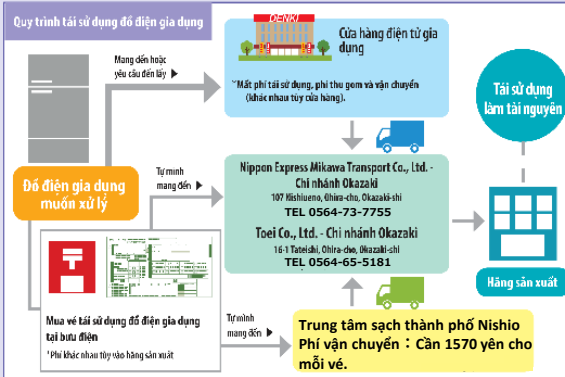 Quy trình tái sử dụng đồ điện gia dụng
DENKI
Cửa hàng điện tử gia
dụng
Mang đến hoặc
yêu cầu đến lấy ▶
*Mất phí tái sử dụng, phí thu gom và vận chuyển
(khác nhau tùy cửa hàng).
Tái sử dụng
làm tài nguyên
Đồ điện gia dụng
muốn xử lý
Tự mình
mang đến ▶
Nippon Express Mikawa Transport Co., Ltd. -
Chi nhánh Okazaki
107 Nishiueno, Ohira-cho, Okazaki-shi
TEL 0564-73-7755
Toei Co., Ltd. - Chi nhánh Okazaki
16-1 Tateishi, Ohira-cho, Okazaki-shi
TEL 0564-65-5181
Hãng sản xuất
Mua vé tái sử dụng đồ điện gia dụng
tại bưu điện
*Phí khác nhau tùy vào hãng sản xuất
Tự mình
mang đến ▶
Trung tâm sạch thành phố Nishio
Phí vận chuyển：Cần 1570 yên cho
mỗi vé.